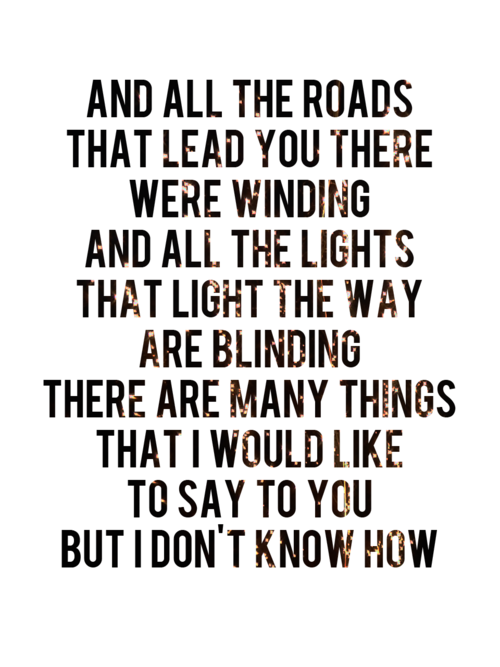 AND ALL THE ROADS
THAT LEAD YOU THERE
WERE WINDING
AND ALL THE LIGHTS
THAT LIGHT THE WAY
ARE BLINDING
THERE ARE MANY THINGS
THAT I WOULD LIKE
TO SAY TO YOU
BUT I DON'T KNOW HOW